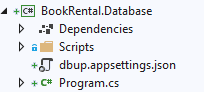 C# BookRental.Database
Dependencies
Scripts
dbup.appsettings.json
C# Program.cs